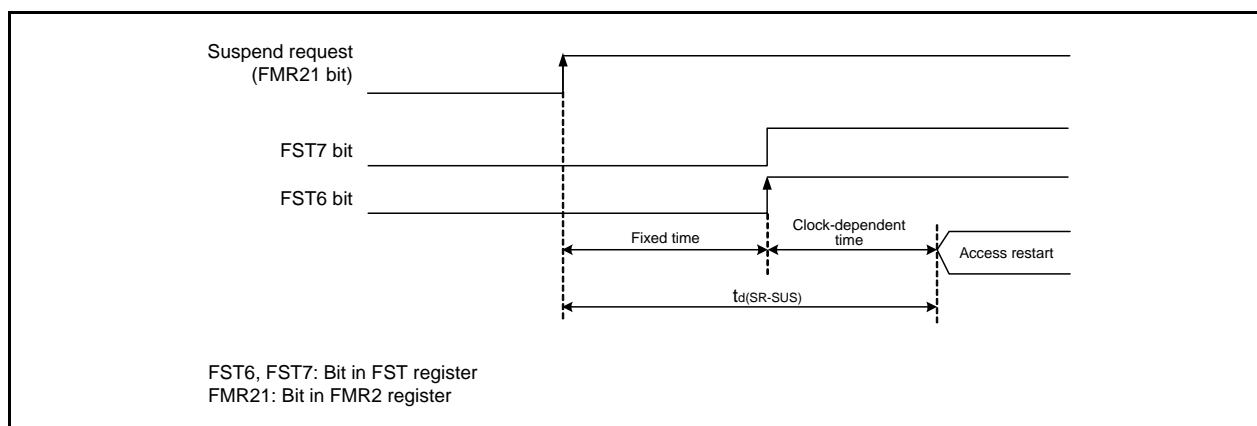 Suspend request
(FMR21 bit)
FST7 bit
FST6 bit
Fixed time
Clock-dependent
time
Access restart
td(SR-SUS)
FST6, FST7: Bit in FST register
FMR21: Bit in FMR2 register